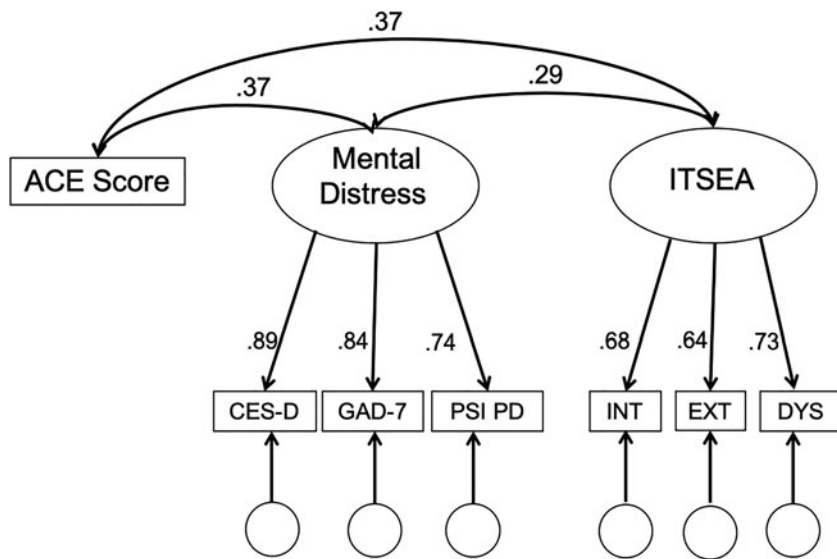 .37
.37
.29
ACE Score
Mental
Distress
ITSEA
.89
.84
.74
.68
.64
.73
CES-D
GAD-7
PSI PD
INT
EXT
DYS